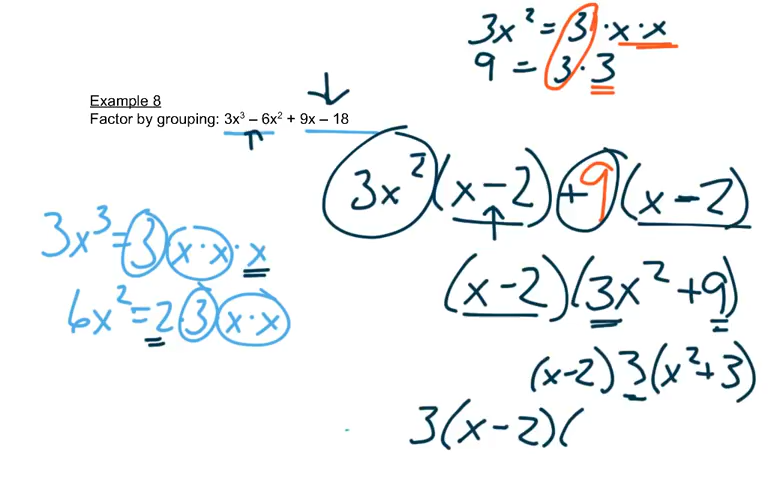 3x² = 3 · x · x
9 = 3 · 3
Example 8
Factor by grouping: 3x³ – 6x² + 9x – 18
3x²(x – 2) + 9(x – 2)
3x³ = 3 x · x · x
(x – 2)(3x² + 9)
6x² = 2 3 x · x
(x – 2) 3 (x² + 3)
3(x – 2)(